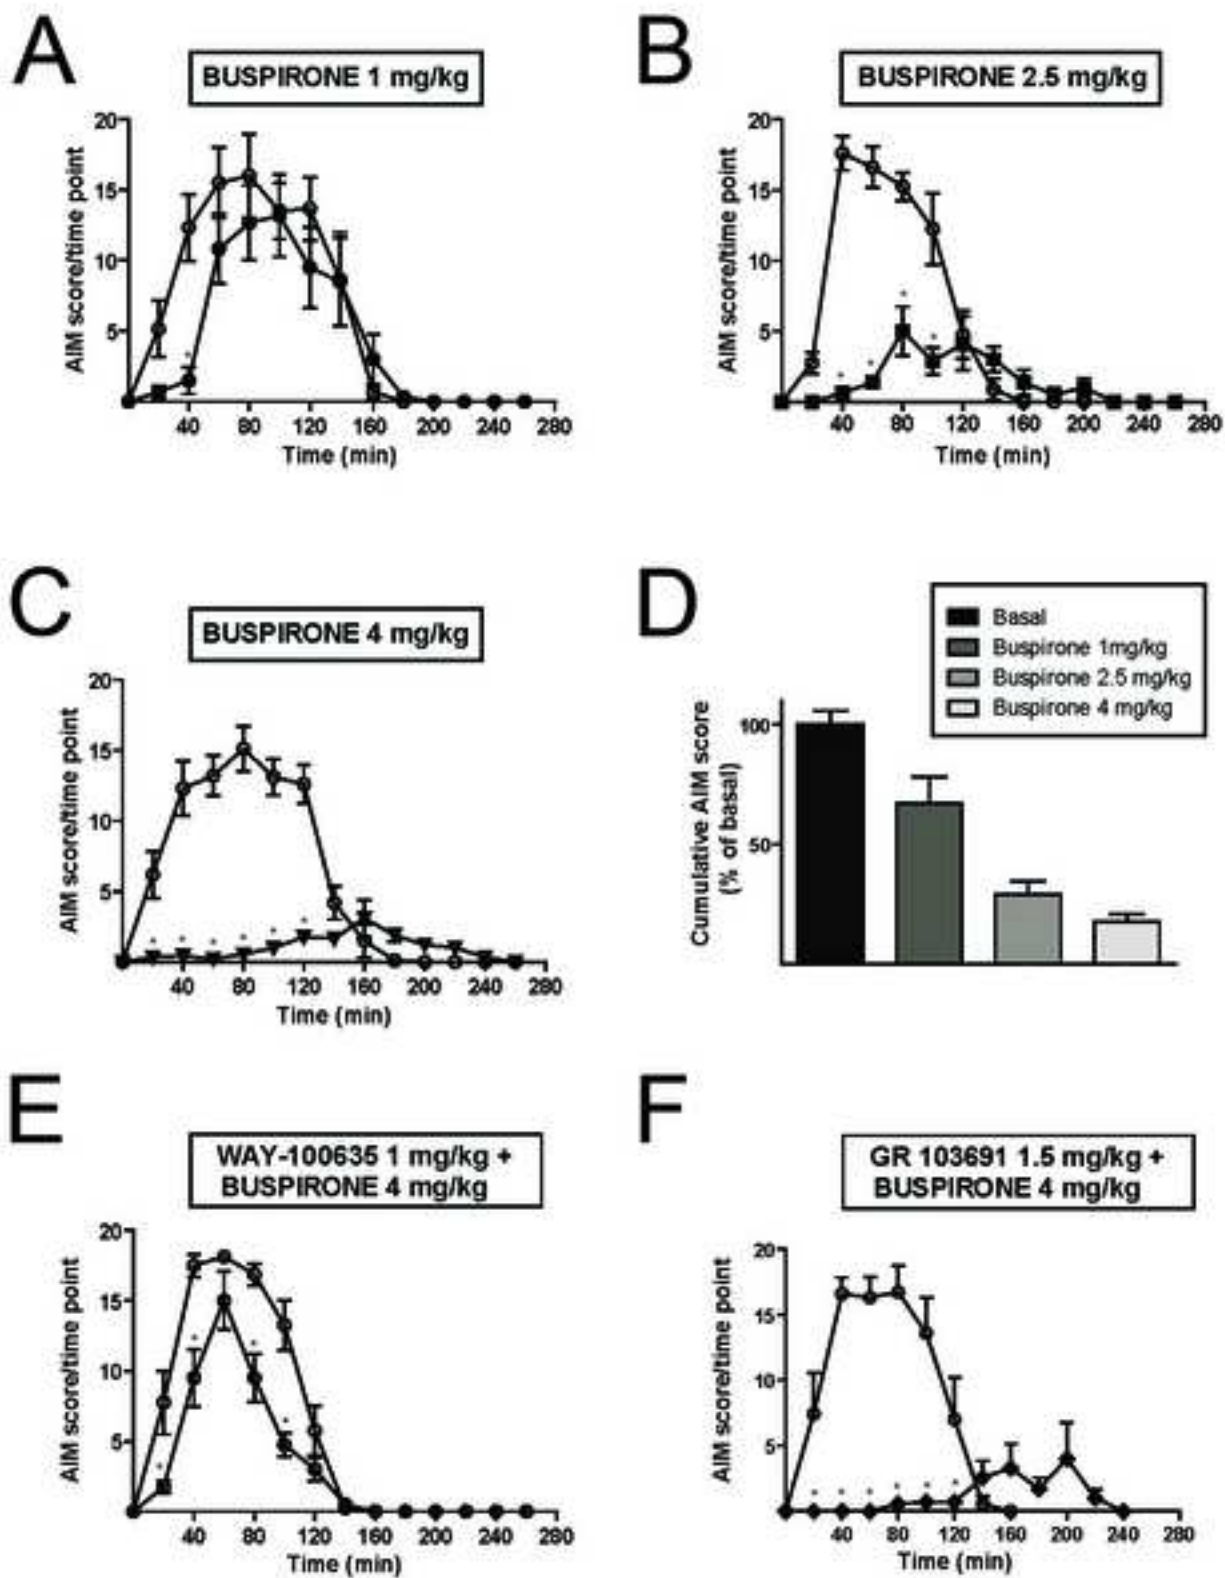 A
BUSPIRONE 1 mg/kg
AIM score/time point
20
15
10
5
40 80 120 160 200 240 280
Time (min)
B
BUSPIRONE 2.5 mg/kg
AIM score/time point
20
15
10
5
40 80 120 160 200 240 280
Time (min)
C
BUSPIRONE 4 mg/kg
AIM score/time point
20
15
10
5
40 80 120 160 200 240 280
Time (min)
D
Basal
Buspirone 1mg/kg
Buspirone 2.5 mg/kg
Buspirone 4 mg/kg
Cumulative AIM score
(% of basal)
100
50
E
WAY-100635 1 mg/kg +
BUSPIRONE 4 mg/kg
AIM score/time point
20
15
10
5
40 80 120 160 200 240 280
Time (min)
F
GR 103691 1.5 mg/kg +
BUSPIRONE 4 mg/kg
AIM score/time point
20
15
10
5
40 80 120 160 200 240 280
Time (min)